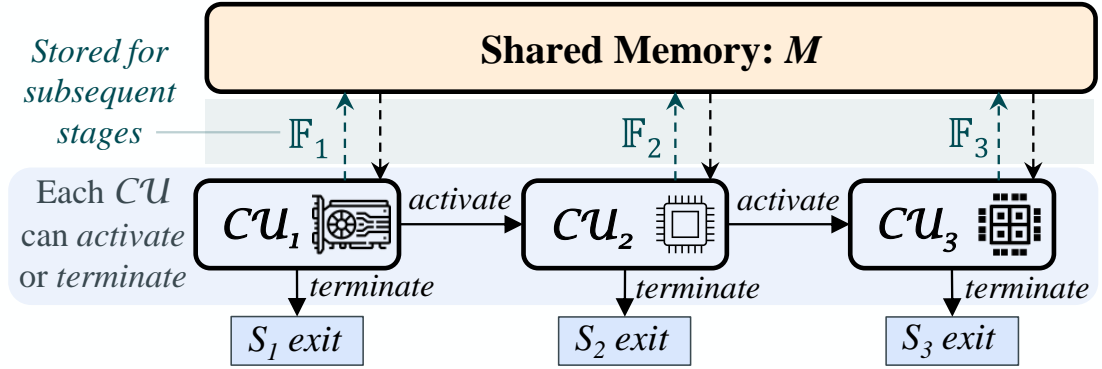 Shared Memory: M
Stored for
subsequent
stages
𝔽₁
𝔽₂
𝔽₃
Each 𝒞𝒰
can activate
or terminate
𝒞𝒰₁
activate
𝒞𝒰₂
activate
𝒞𝒰₃
terminate
terminate
terminate
S₁ exit
S₂ exit
S₃ exit